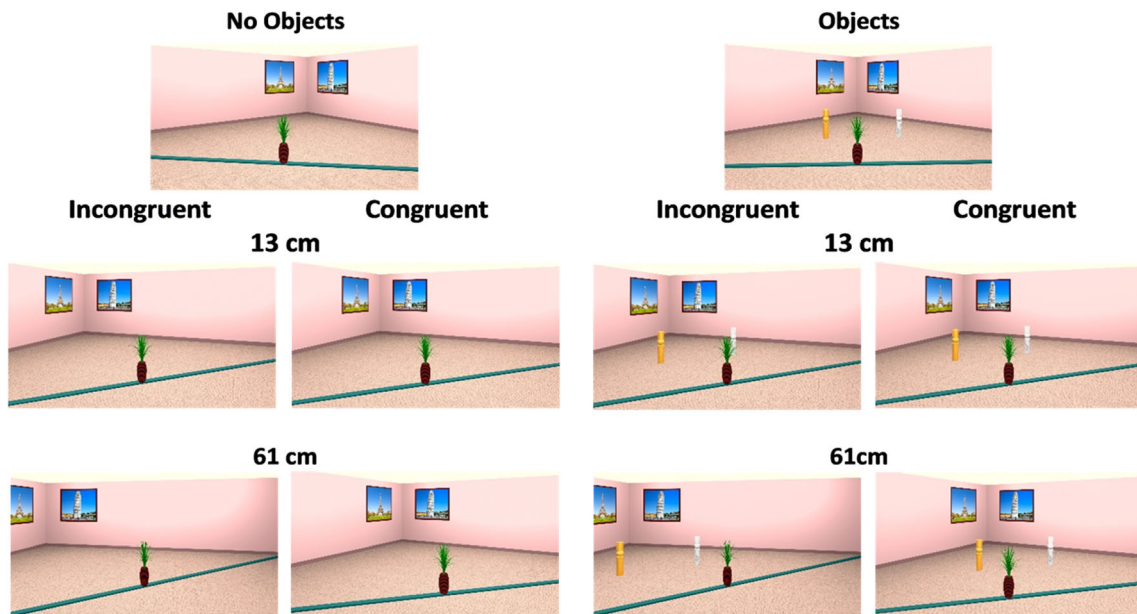 No Objects
Objects
Incongruent
Congruent
Incongruent
Congruent
13 cm
13 cm
61 cm
61cm